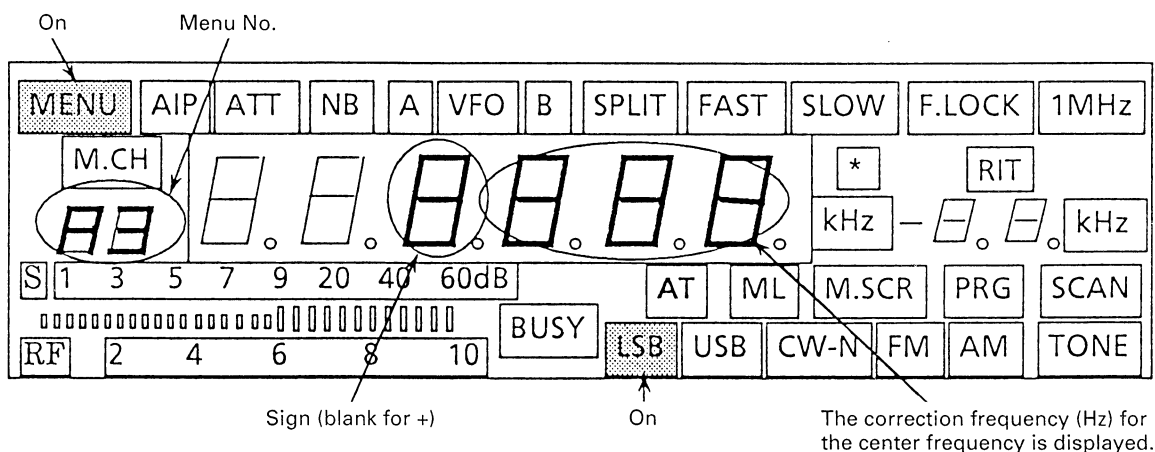 On Menu No.
MENU AIP ATT NB A VFO B SPLIT FAST SLOW F.LOCK 1MHz
M.CH * RIT
A3 kHz – 8.8. kHz
S 1 3 5 7 9 20 40 60dB AT ML M.SCR PRG SCAN
BUSY
RF 2 4 6 8 10 LSB USB CW-N FM AM TONE
Sign (blank for +) On The correction frequency (Hz) for
the center frequency is displayed.